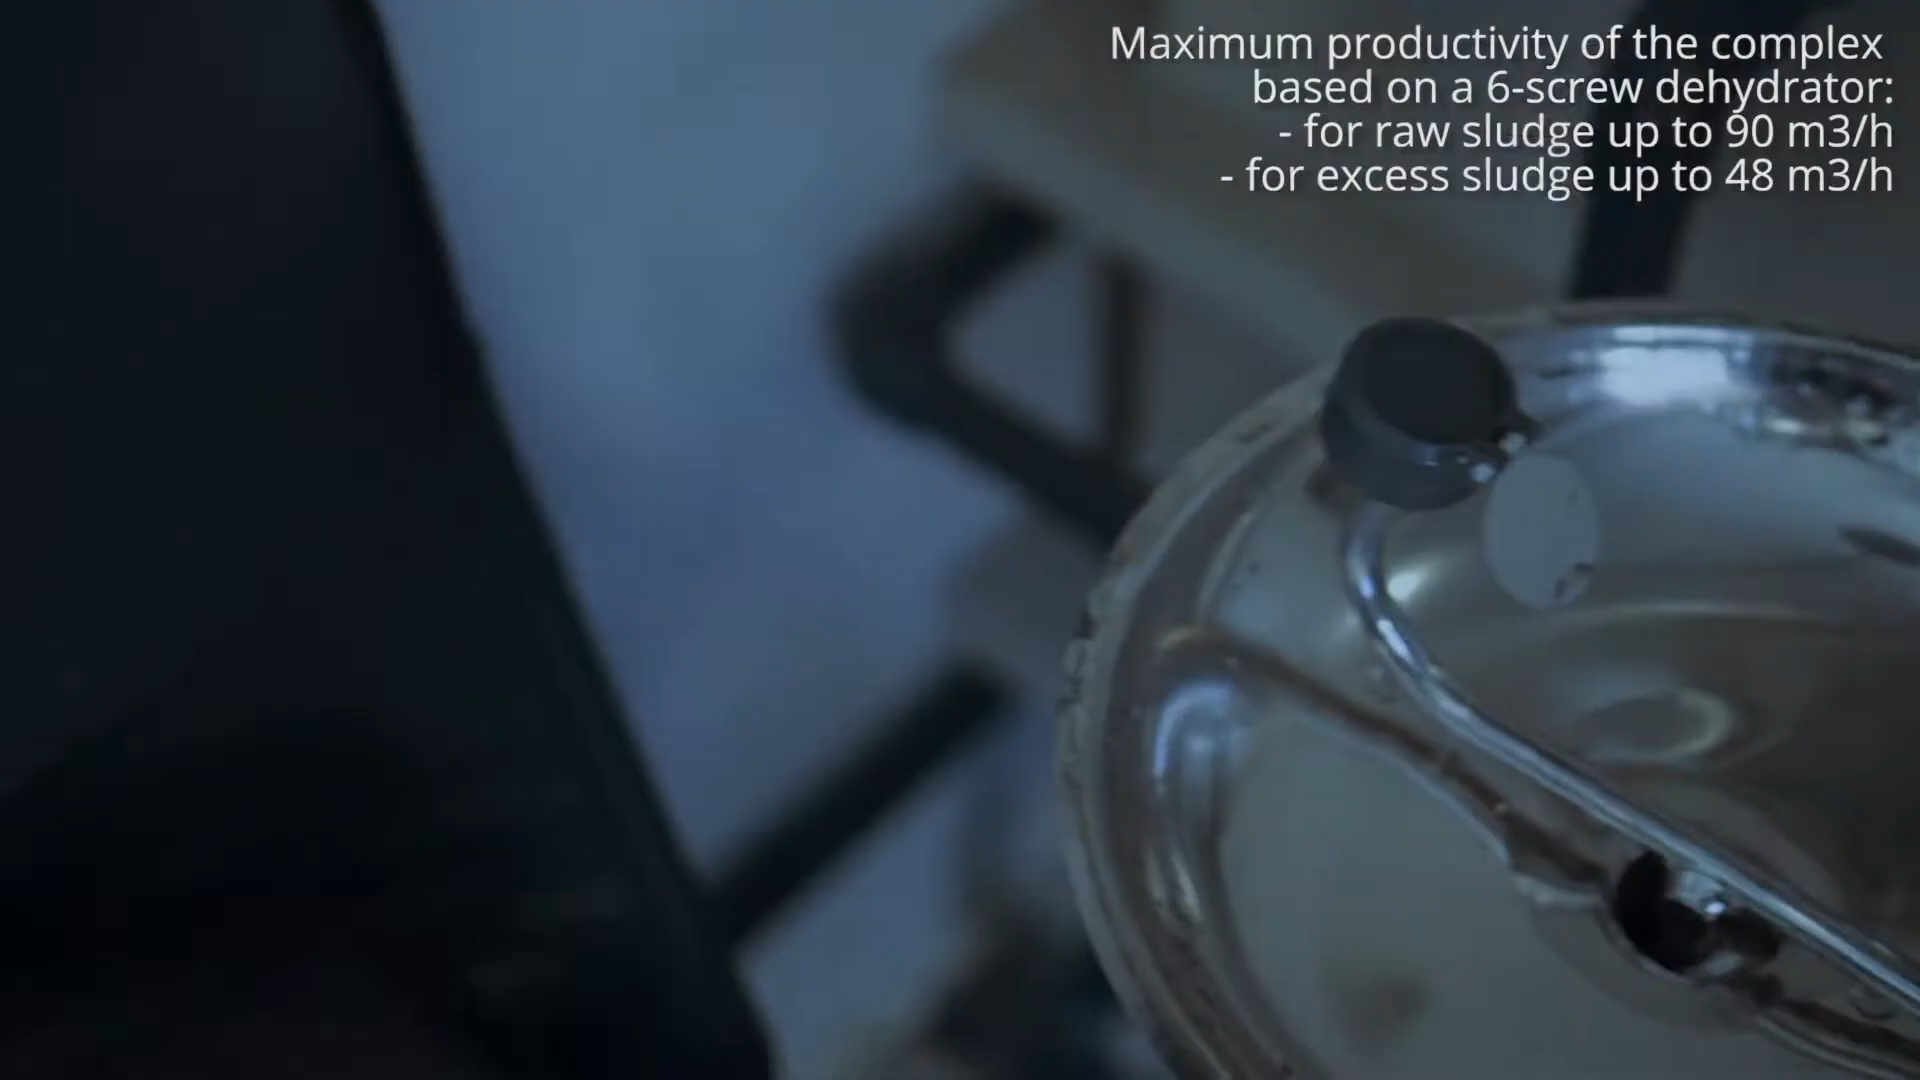 Maximum productivity of the complex
based on a 6-screw dehydrator:
- for raw sludge up to 90 m3/h
- for excess sludge up to 48 m3/h